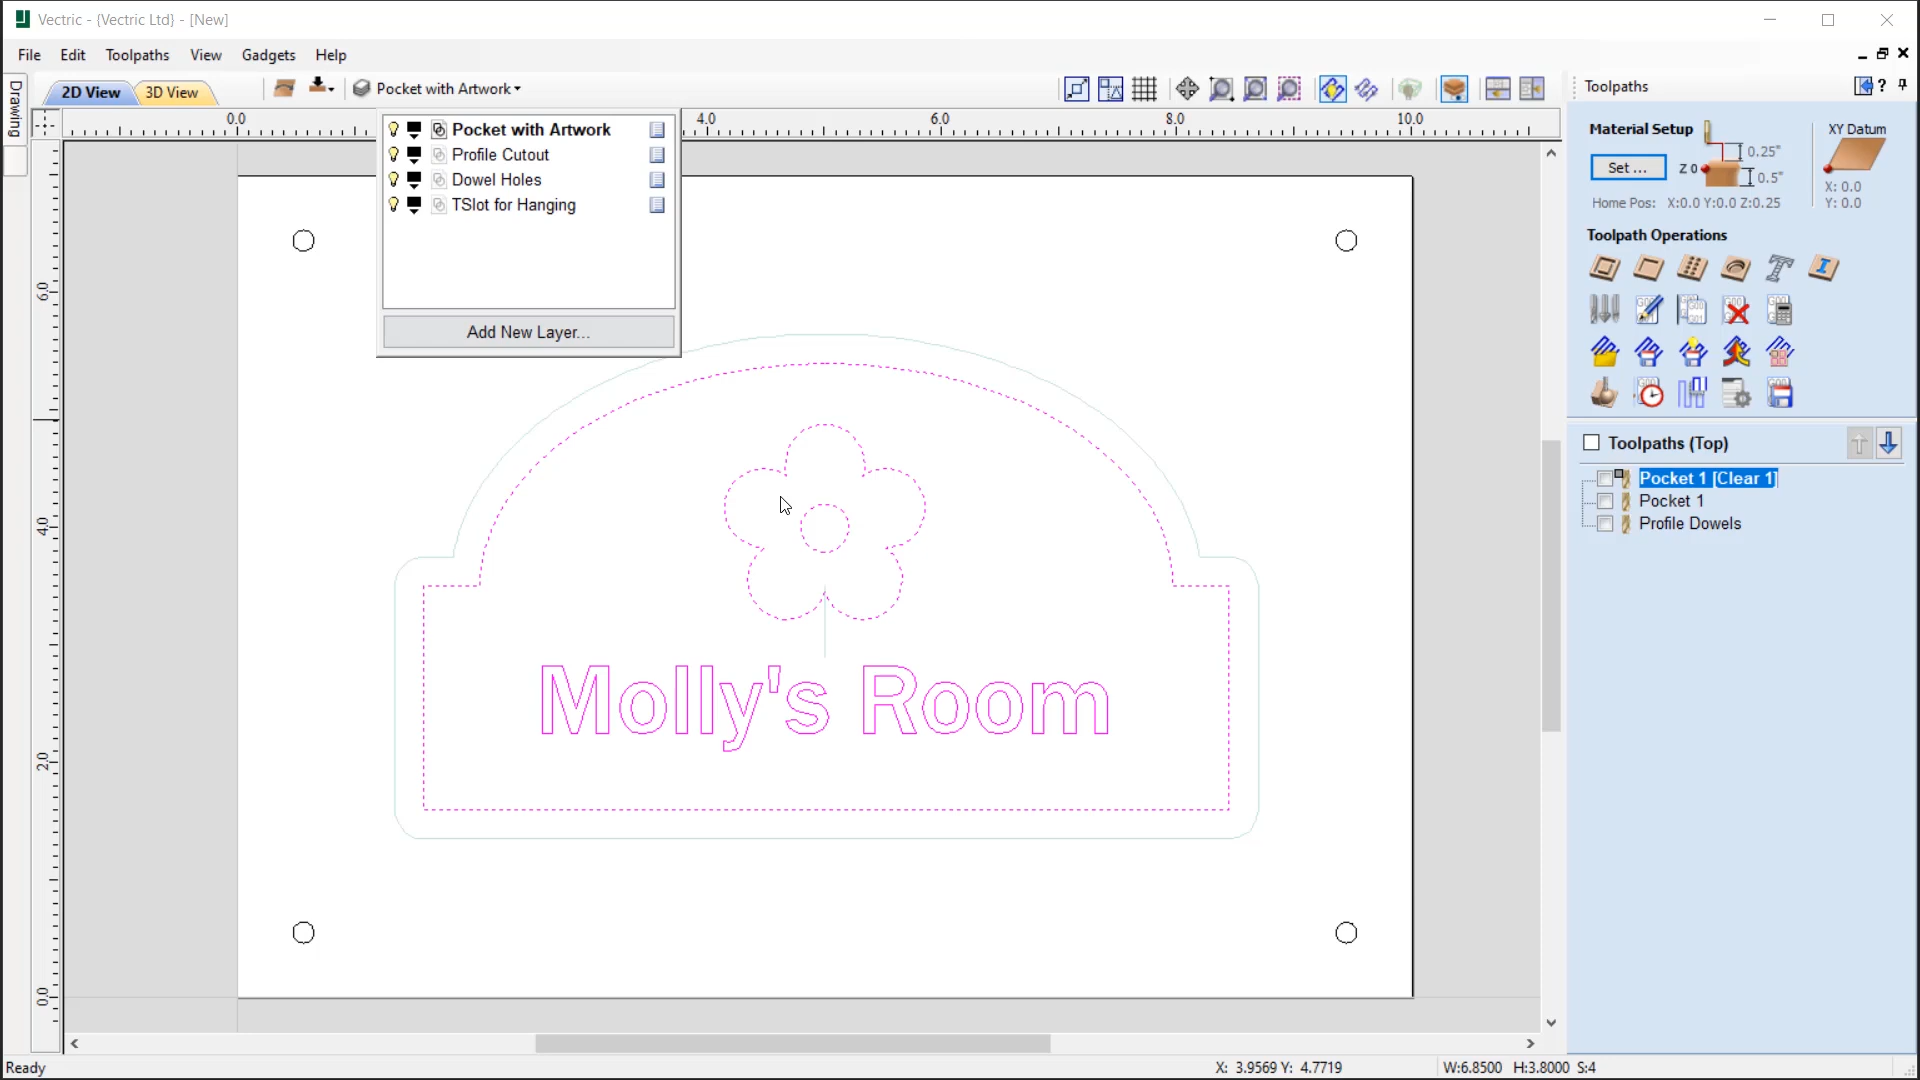 Vectric - {Vectric Ltd} - [New]
File Edit Toolpaths View Gadgets Help
Drawing
2D View 3D View Pocket with Artwork
Toolpaths ?
0.0 4.0 6.0 8.0 10.0
Pocket with Artwork
Profile Cutout
Dowel Holes
TSlot for Hanging
Add New Layer...
Material Setup
Set ...
Z 0
0.25"
0.5"
XY Datum
X: 0.0
Y: 0.0
Home Pos: X:0.0 Y:0.0 Z:0.25
Toolpath Operations
Toolpaths (Top)
Pocket 1 [Clear 1]
Pocket 1
Profile Dowels
6.0
4.0
2.0
0.0
Molly's Room
Ready
X: 3.9569 Y: 4.7719
W:6.8500 H:3.8000 S:4